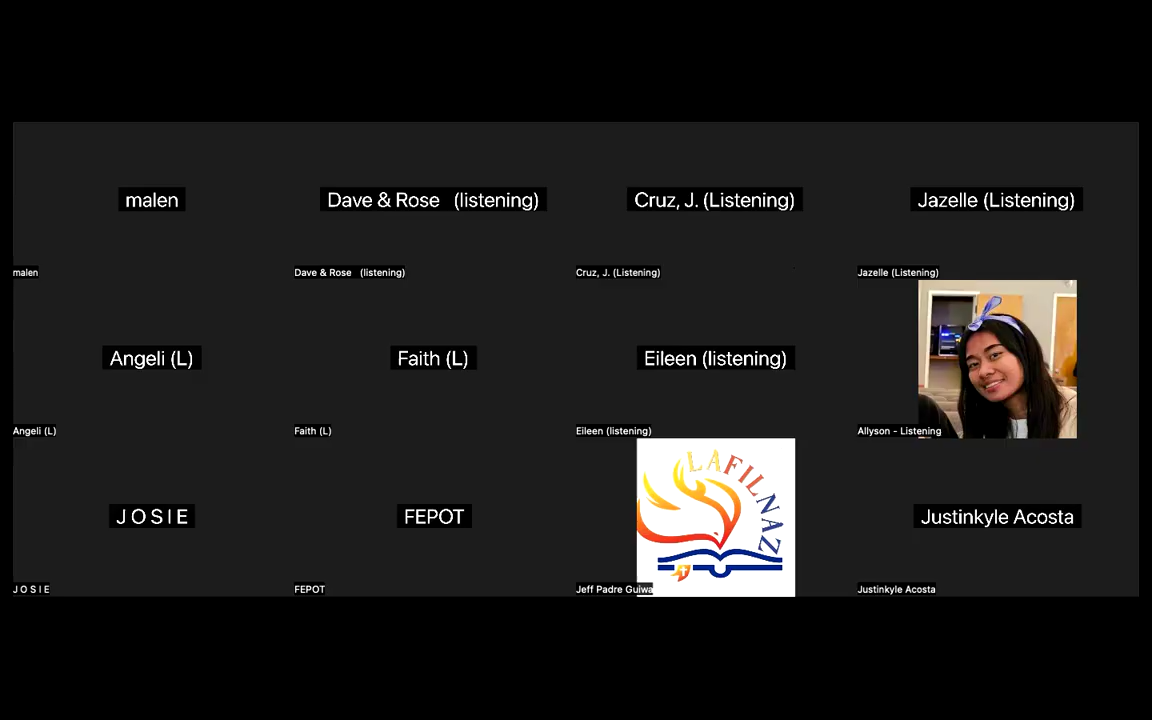 malen
Dave & Rose (listening)
Cruz, J. (Listening)
Jazelle (Listening)
malen
Dave & Rose (listening)
Cruz, J. (Listening)
Jazelle (Listening)
Angeli (L)
Faith (L)
Eileen (listening)
Angeli (L)
Faith (L)
Eileen (listening)
Allyson - Listening
LAFILNAZ
J O S I E
FEPOT
Justinkyle Acosta
J O S I E
FEPOT
Jeff Padre Guiwa
Justinkyle Acosta